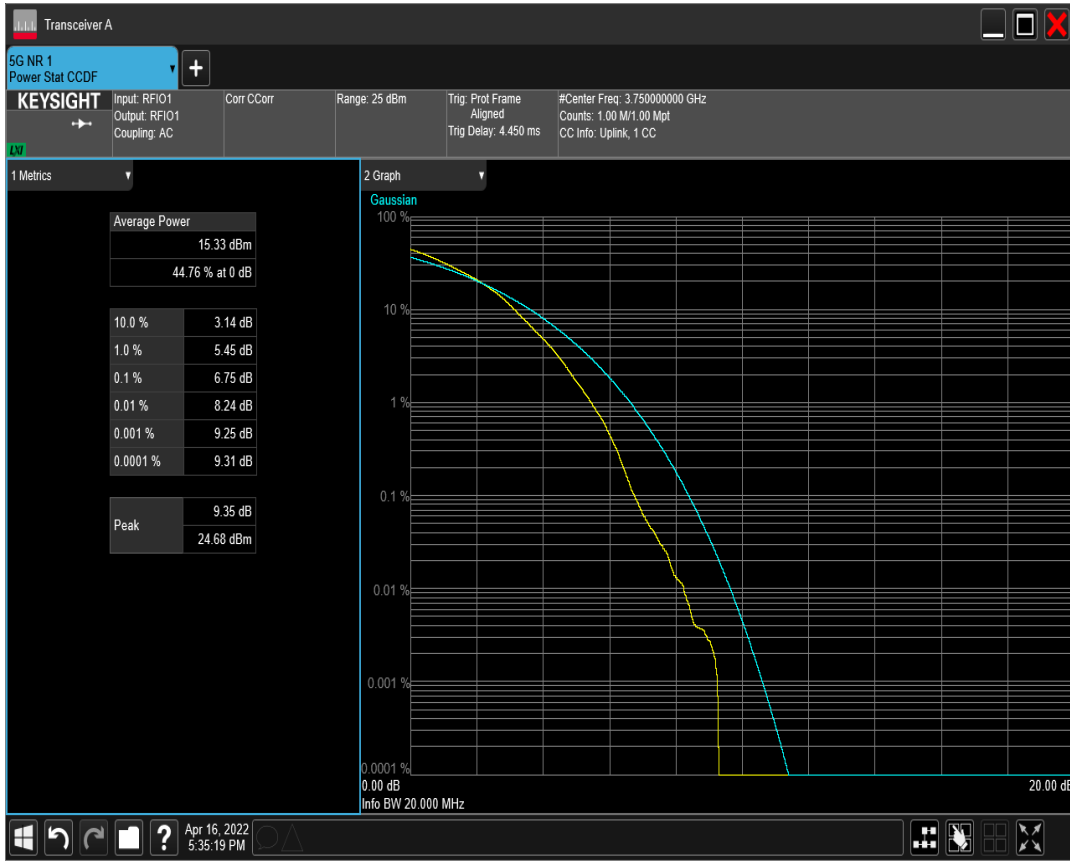 Transceiver A
5G NR 1
Power Stat CCDF
KEYSIGHT
LXI
Input: RFIO1
Output: RFIO1
Coupling: AC
Corr CCorr
Range: 25 dBm
Trig: Prot Frame
Aligned
Trig Delay: 4.450 ms
#Center Freq: 3.750000000 GHz
Counts: 1.00 M/1.00 Mpt
CC Info: Uplink, 1 CC
1 Metrics
Average Power
15.33 dBm
44.76 % at 0 dB
10.0 % 3.14 dB
1.0 % 5.45 dB
0.1 % 6.75 dB
0.01 % 8.24 dB
0.001 % 9.25 dB
0.0001 % 9.31 dB
Peak
9.35 dB
24.68 dBm
2 Graph
Gaussian
100 %
10 %
1 %
0.1 %
0.01 %
0.001 %
0.0001 %
0.00 dB 20.00 dB
Info BW 20.000 MHz
?
Apr 16, 2022
5:35:19 PM